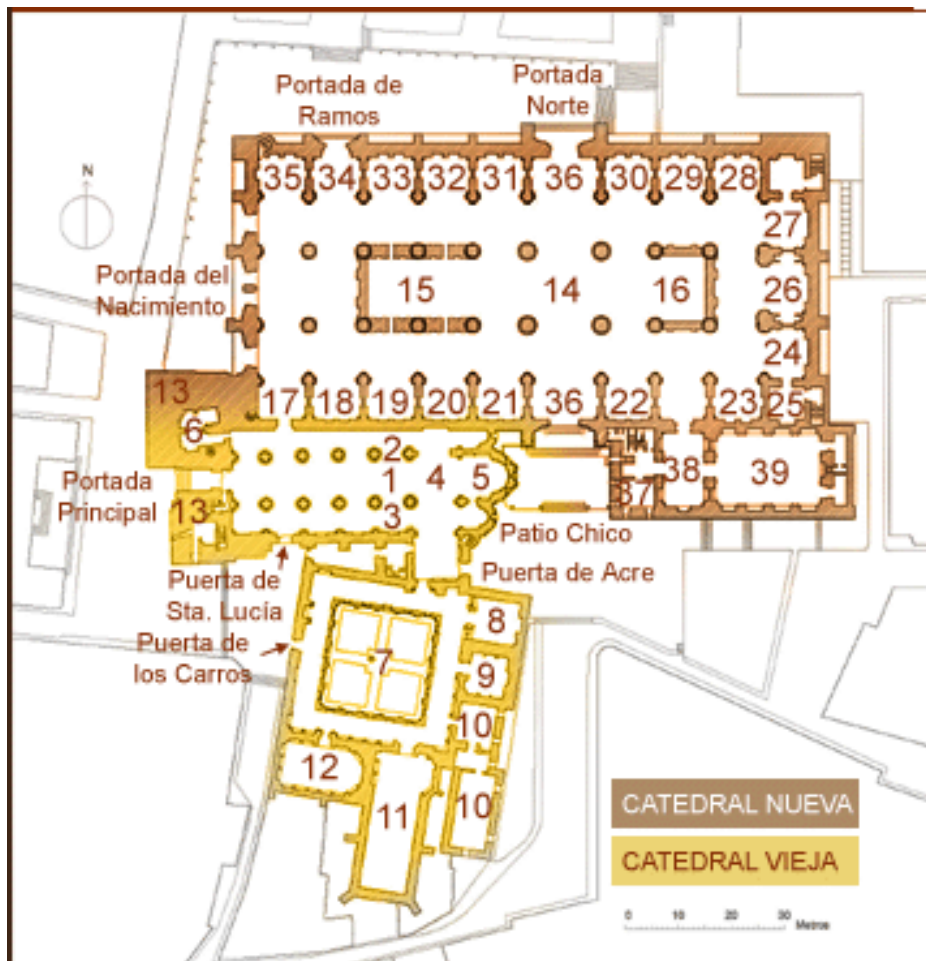 Portada de
Ramos
Portada
Norte
N
35 34 33 32 31 36 30 29 28
27
Portada del
Nacimiento
15 14 16 26
24
13 17 18 19 20 21 36 22 23 25
6 2
Portada
Principal
1 4 5 38 39
13 3 37
Patio Chico
Puerta de
Sta. Lucía
Puerta de Acre
Puerta de
los Carros
8
7 9
10
12 11 10
CATEDRAL NUEVA
CATEDRAL VIEJA
0 10 20 30
Metros